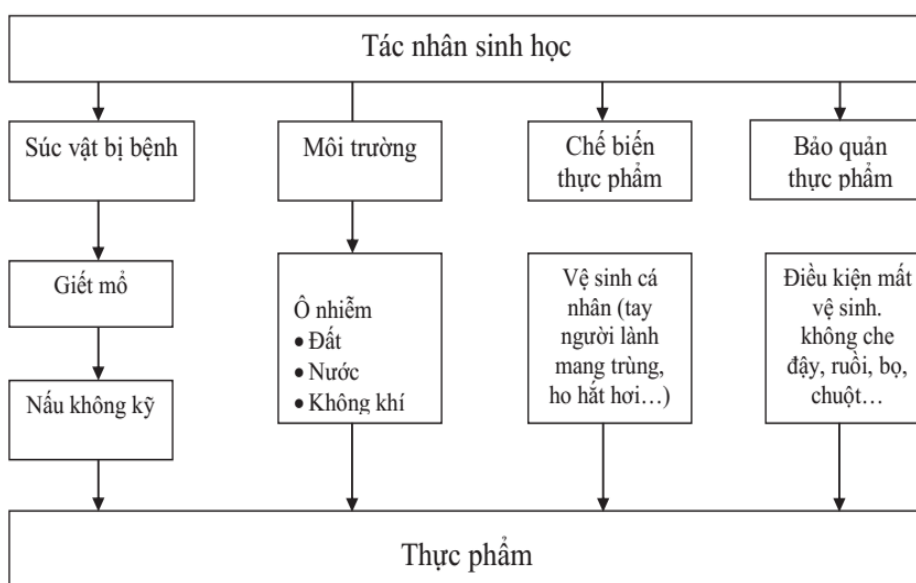 Tác nhân sinh học
Súc vật bị bệnh
Môi trường
Chế biến
thực phẩm
Bảo quản
thực phẩm
Giết mổ
Nấu không kỹ
Ô nhiễm
• Đất
• Nước
• Không khí
Vệ sinh cá
nhân (tay
người lành
mang trùng,
ho hắt hơi…)
Điều kiện mất
vệ sinh.
không che
đậy, ruồi, bọ,
chuột…
Thực phẩm